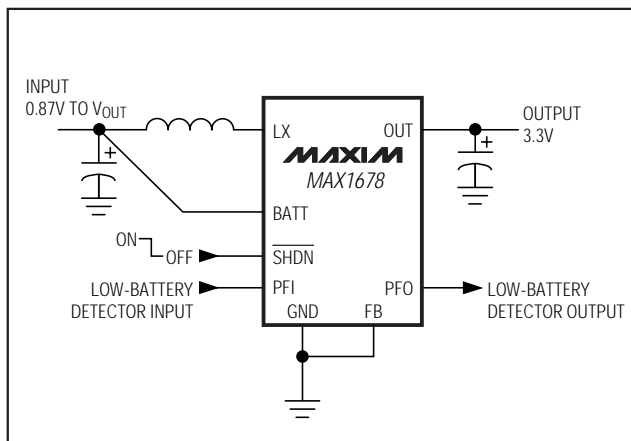 INPUT
0.87V TO VOUT
LX
OUT
OUTPUT
3.3V
+
+
MAXIM
MAX1678
BATT
ON
OFF
SHDN
LOW-BATTERY
DETECTOR INPUT
PFI
PFO
LOW-BATTERY
DETECTOR OUTPUT
GND
FB